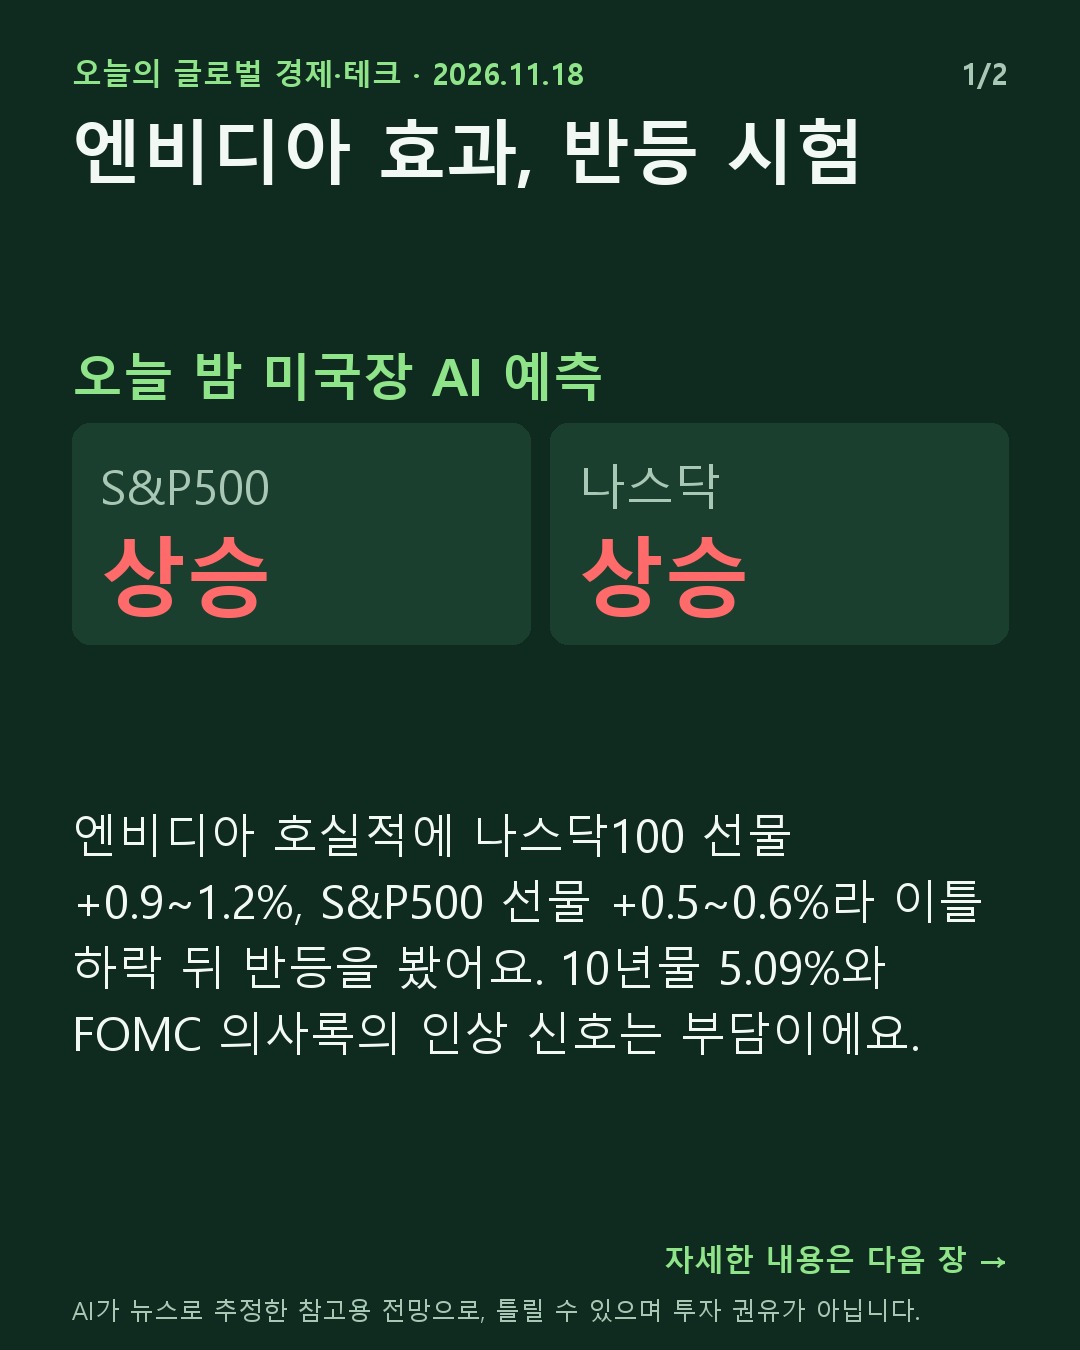 오늘의 글로벌 경제·테크 · 2026.11.18
1/2
엔비디아 효과, 반등 시험
오늘 밤 미국장 AI 예측
S&P500
상승
나스닥
상승
엔비디아 호실적에 나스닥100 선물
+0.9~1.2%, S&P500 선물 +0.5~0.6%라 이틀
하락 뒤 반등을 봤어요. 10년물 5.09%와
FOMC 의사록의 인상 신호는 부담이에요.
자세한 내용은 다음 장 →
AI가 뉴스로 추정한 참고용 전망으로, 틀릴 수 있으며 투자 권유가 아닙니다.